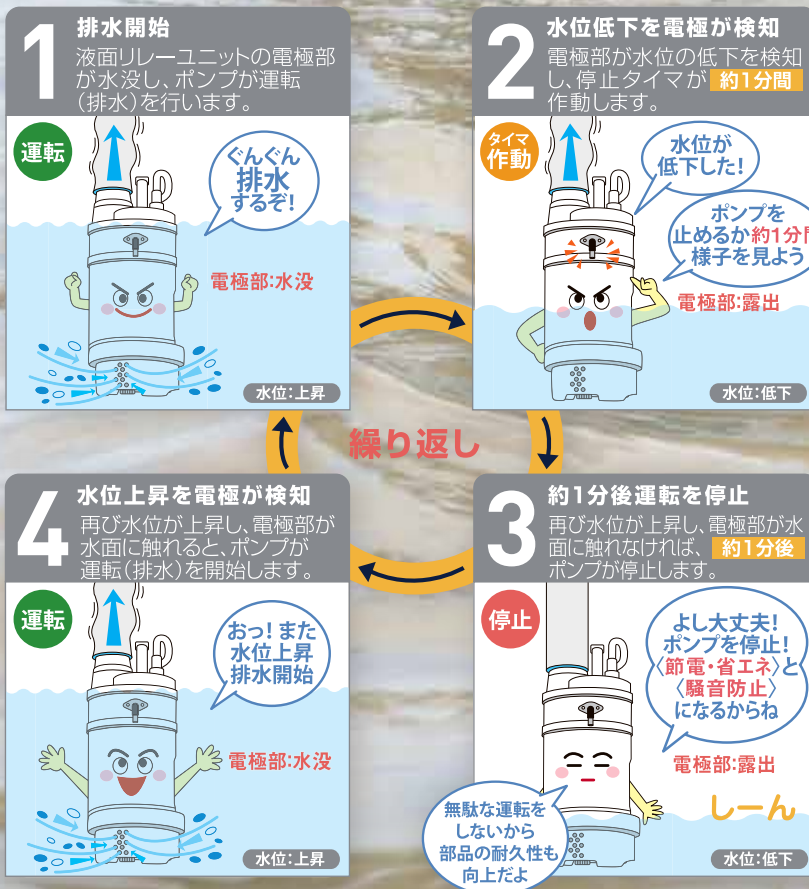 1
排水開始
液面リレーユニットの電極部
が水没し、ポンプが運転
（排水）を行います。
運転
ぐんぐん
排水
するぞ！
電極部:水没
水位:上昇
2
水位低下を電極が検知
電極部が水位の低下を検知
し、停止タイマが 約1分間
作動します。
タイマ
作動
水位が
低下した！
ポンプを
止めるか約1分間
様子を見よう
電極部:露出
水位:低下
繰り返し
3
約1分後運転を停止
再び水位が上昇し、電極部が水
面に触れなければ、 約1分後
ポンプが停止します。
停止
よし大丈夫！
ポンプを停止！
〈節電・省エネ〉と
〈騒音防止〉
になるからね
電極部:露出
しーん
無駄な運転を
しないから
部品の耐久性も
向上だよ
水位:低下
4
水位上昇を電極が検知
再び水位が上昇し、電極部が
水面に触れると、ポンプが
運転（排水）を開始します。
運転
おっ！また
水位上昇
排水開始
電極部:水没
水位:上昇